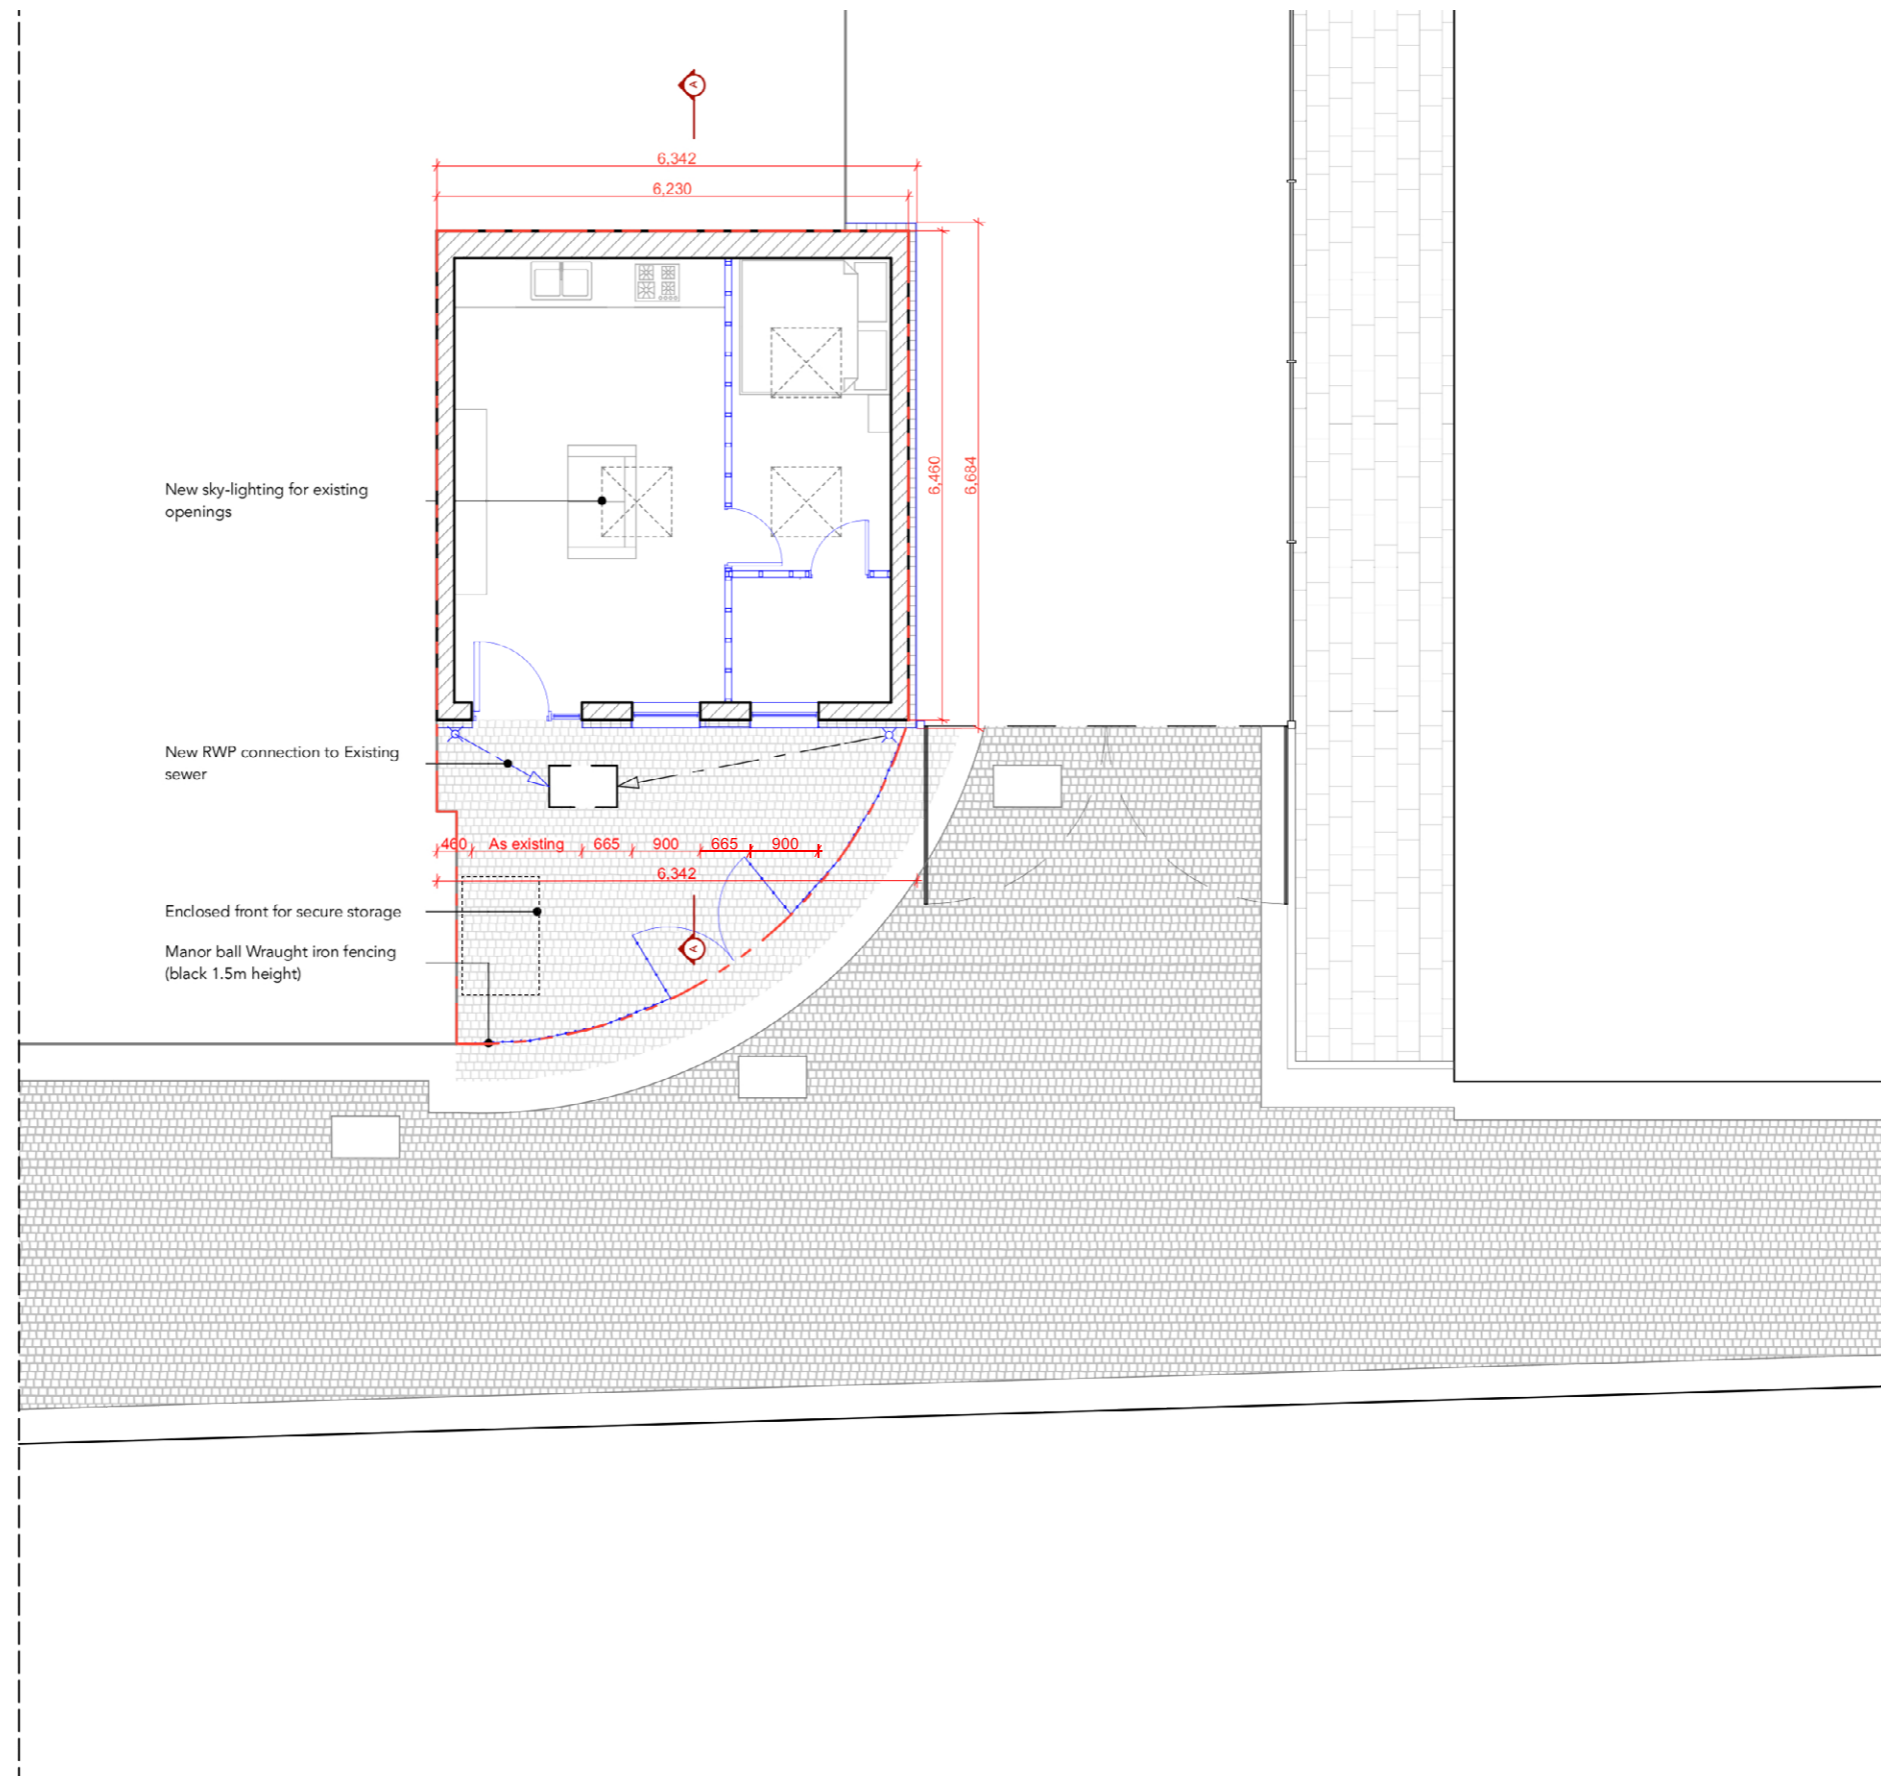 A
6,342
6,230
6,460
6,684
New sky-lighting for existing
openings
New RWP connection to Existing
sewer
460 As existing 665 900 665 900
6,342
Enclosed front for secure storage
Manor ball Wraught iron fencing
(black 1.5m height)
A